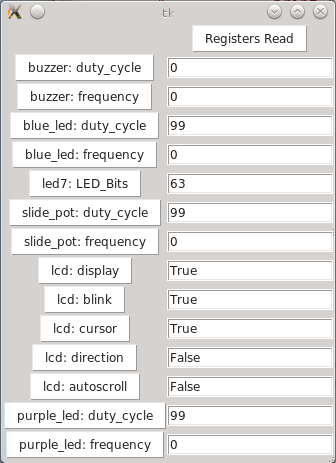 tk
Registers Read
buzzer: duty_cycle 0
buzzer: frequency 0
blue_led: duty_cycle 99
blue_led: frequency 0
led7: LED_Bits 63
slide_pot: duty_cycle 99
slide_pot: frequency 0
lcd: display True
lcd: blink True
lcd: cursor True
lcd: direction False
lcd: autoscroll False
purple_led: duty_cycle 99
purple_led: frequency 0